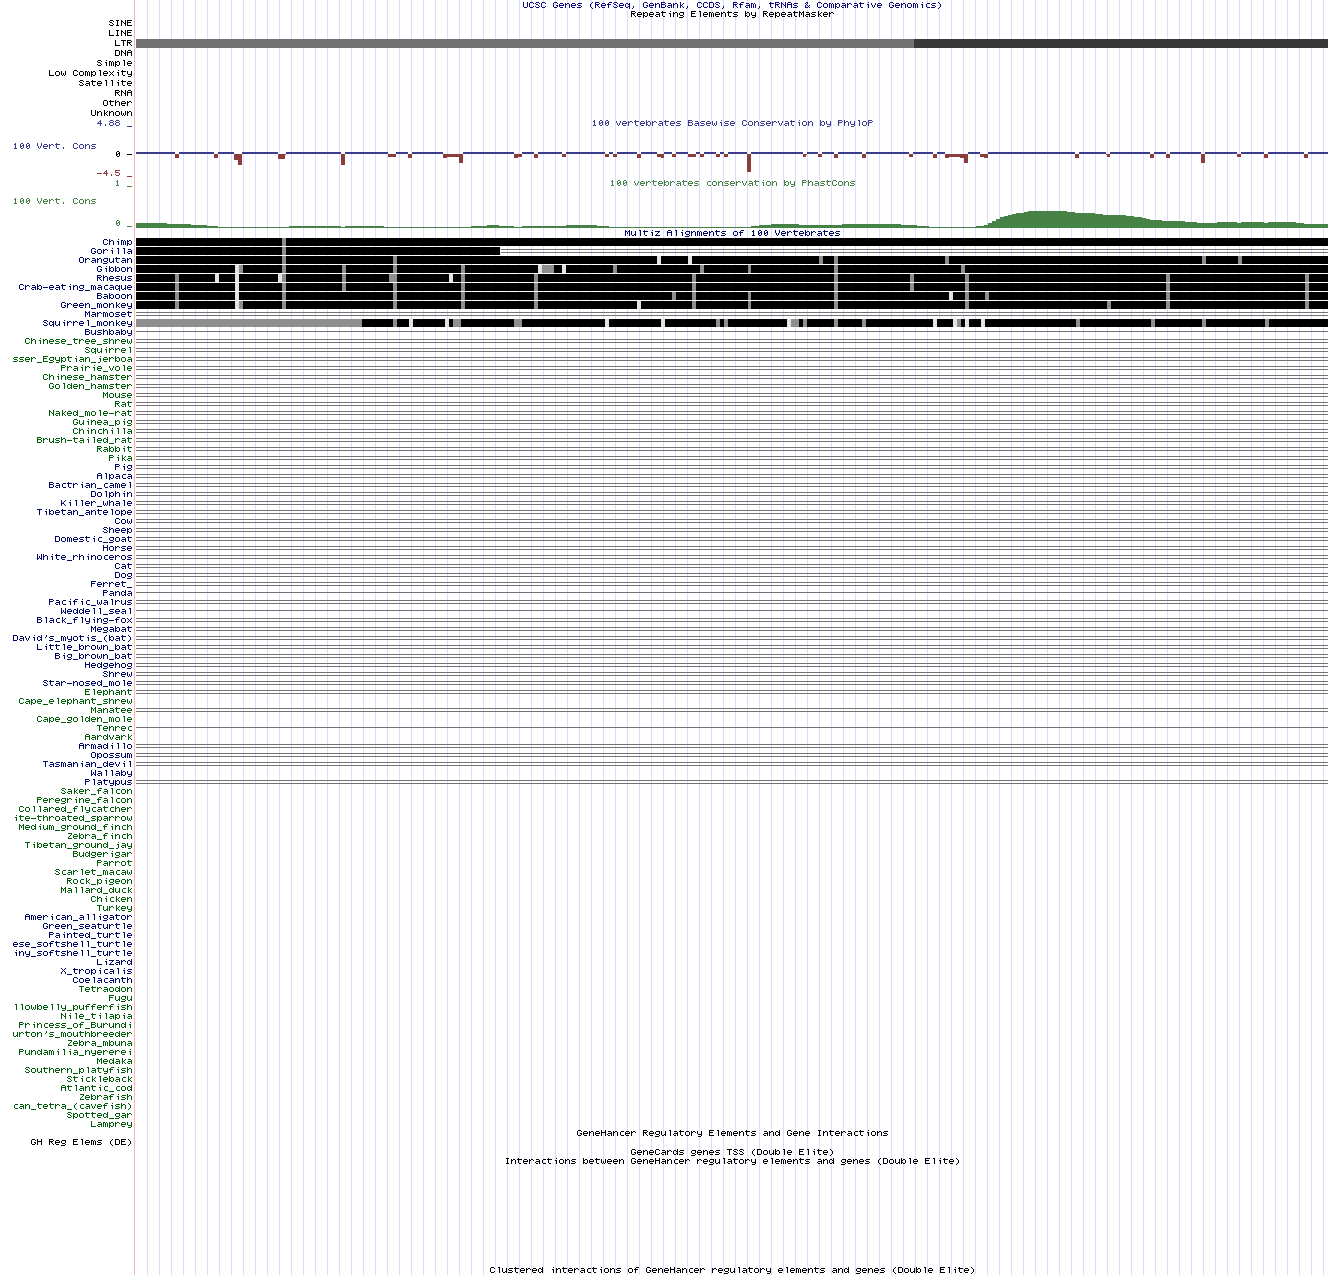 UCSC Genes (RefSeq, GenBank, CCDS, Rfam, tRNAs & Comparative Genomics)
Repeating Elements by RepeatMasker
SINE
LINE
LTR
DNA
Simple
Low Complexity
Satellite
RNA
Other
Unknown
4.88 _
100 vertebrates Basewise Conservation by PhyloP
100 Vert. Cons
0 _
-4.5 _
1 _
100 vertebrates conservation by PhastCons
100 Vert. Cons
0 _
Multiz Alignments of 100 Vertebrates
Chimp
Gorilla
Orangutan
Gibbon
Rhesus
Crab-eating_macaque
Baboon
Green_monkey
Marmoset
Squirrel_monkey
Bushbaby
Chinese_tree_shrew
Squirrel
sser_Egyptian_jerboa
Prairie_vole
Chinese_hamster
Golden_hamster
Mouse
Rat
Naked_mole-rat
Guinea_pig
Chinchilla
Brush-tailed_rat
Rabbit
Pika
Pig
Alpaca
Bactrian_camel
Dolphin
Killer_whale
Tibetan_antelope
Cow
Sheep
Domestic_goat
Horse
White_rhinoceros
Cat
Dog
Ferret_
Panda
Pacific_walrus
Weddell_seal
Black_flying-fox
Megabat
David's_myotis_(bat)
Little_brown_bat
Big_brown_bat
Hedgehog
Shrew
Star-nosed_mole
Elephant
Cape_elephant_shrew
Manatee
Cape_golden_mole
Tenrec
Aardvark
Armadillo
Opossum
Tasmanian_devil
Wallaby
Platypus
Saker_falcon
Peregrine_falcon
Collared_flycatcher
ite-throated_sparrow
Medium_ground_finch
Zebra_finch
Tibetan_ground_jay
Budgerigar
Parrot
Scarlet_macaw
Rock_pigeon
Mallard_duck
Chicken
Turkey
American_alligator
Green_seaturtle
Painted_turtle
ese_softshell_turtle
iny_softshell_turtle
Lizard
X_tropicalis
Coelacanth
Tetraodon
Fugu
llowbelly_pufferfish
Nile_tilapia
Princess_of_Burundi
urton's_mouthbreeder
Zebra_mbuna
Pundamilia_nyererei
Medaka
Southern_platyfish
Stickleback
Atlantic_cod
Zebrafish
can_tetra_(cavefish)
Spotted_gar
Lamprey
GeneHancer Regulatory Elements and Gene Interactions
GH Reg Elems (DE)
GeneCards genes TSS (Double Elite)
Interactions between GeneHancer regulatory elements and genes (Double Elite)
Clustered interactions of GeneHancer regulatory elements and genes (Double Elite)